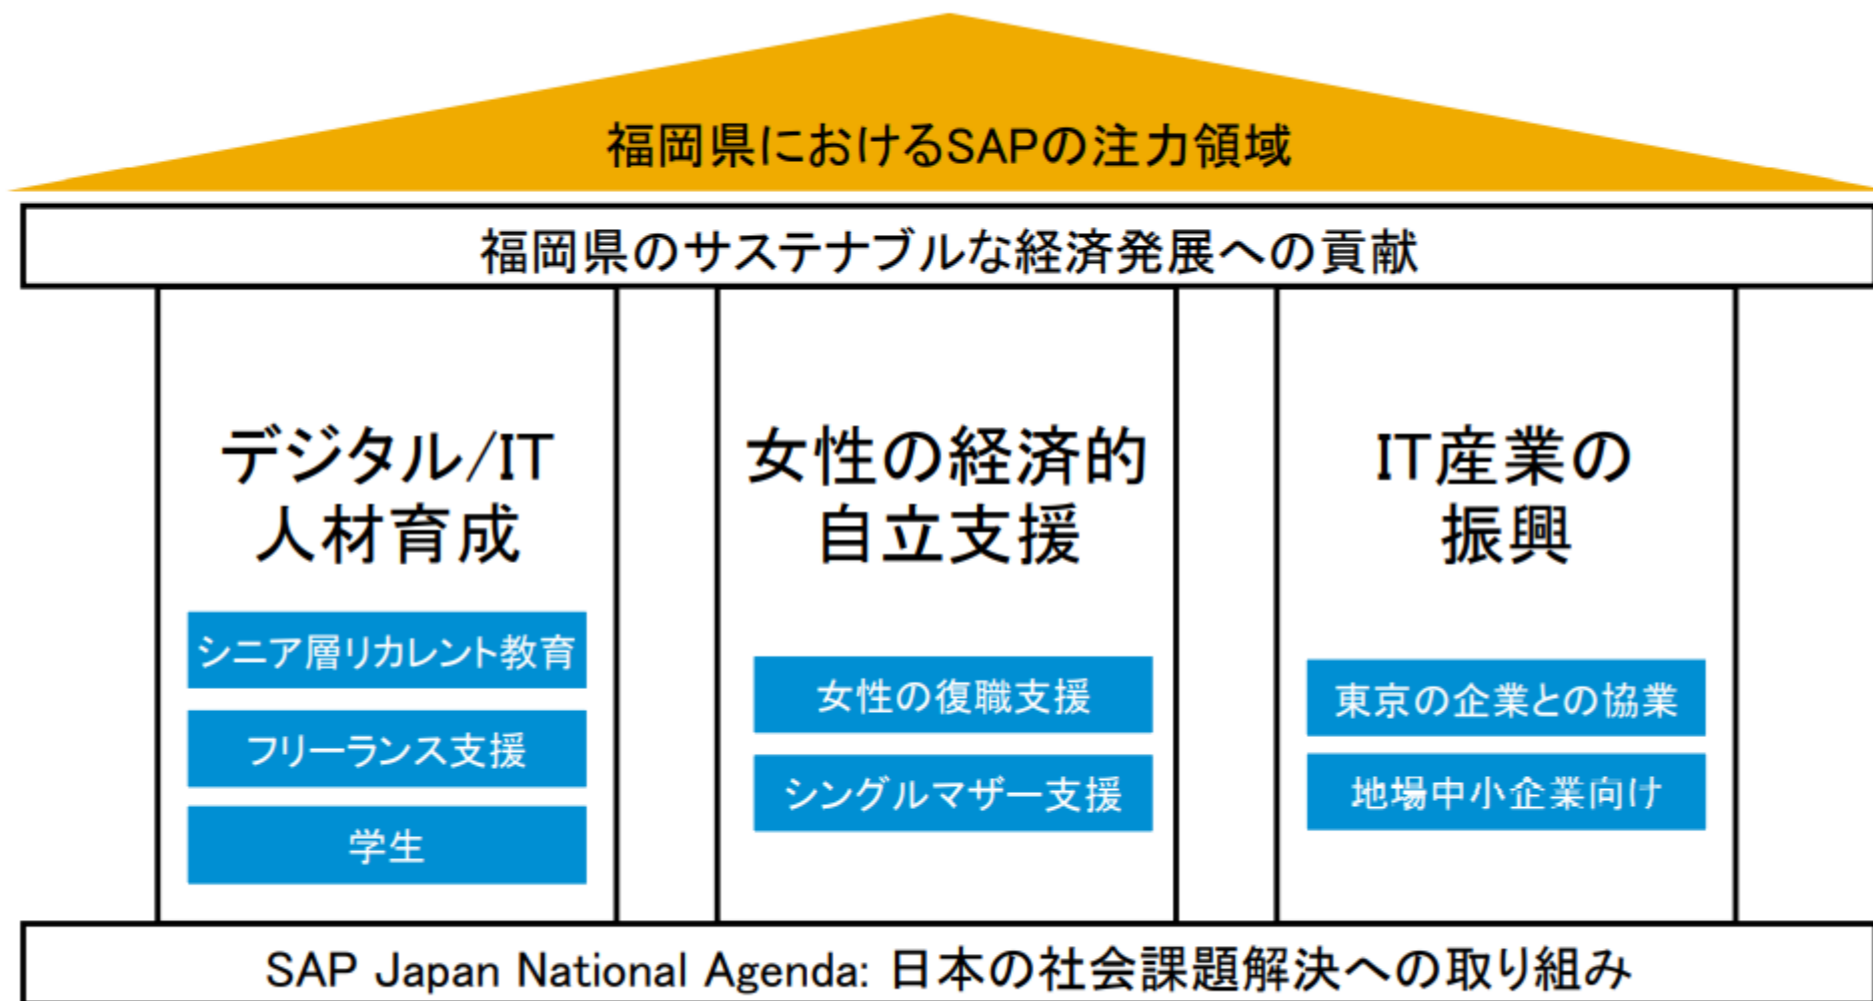 福岡県におけるSAPの注力領域
福岡県のサステナブルな経済発展への貢献
デジタル/IT
人材育成
シニア層リカレント教育
フリーランス支援
学生
女性の経済的
自立支援
女性の復職支援
シングルマザー支援
IT産業の
振興
東京の企業との協業
地場中小企業向け
SAP Japan National Agenda: 日本の社会課題解決への取り組み